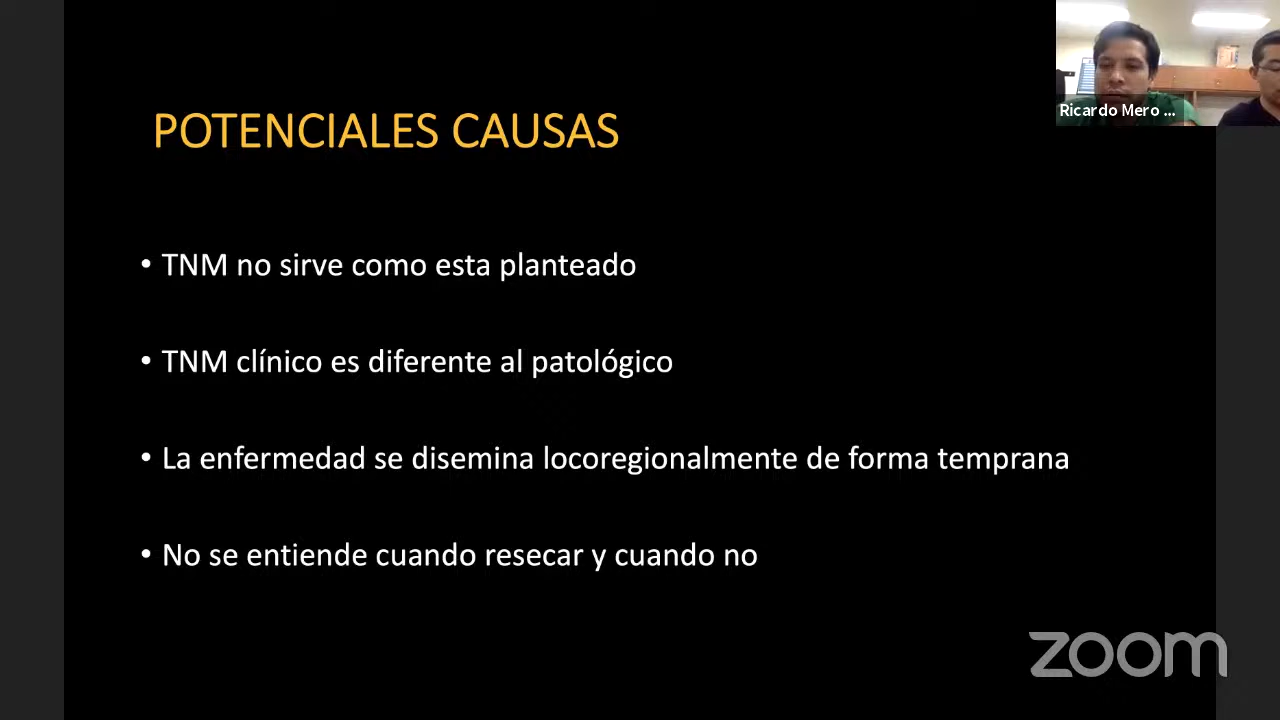 Ricardo Mero ...
POTENCIALES CAUSAS
• TNM no sirve como esta planteado
• TNM clínico es diferente al patológico
• La enfermedad se disemina locoregionalmente de forma temprana
• No se entiende cuando resecar y cuando no
zoom